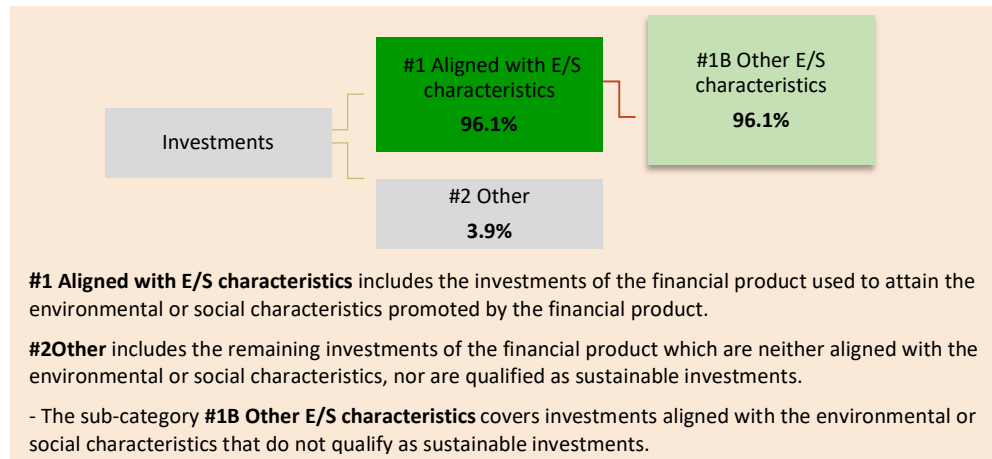 #1 Aligned with E/S
characteristics
96.1%
#1B Other E/S
characteristics
96.1%
Investments
#2 Other
3.9%
#1 Aligned with E/S characteristics includes the investments of the financial product used to attain the
environmental or social characteristics promoted by the financial product.
#2Other includes the remaining investments of the financial product which are neither aligned with the
environmental or social characteristics, nor are qualified as sustainable investments.
- The sub-category #1B Other E/S characteristics covers investments aligned with the environmental or
social characteristics that do not qualify as sustainable investments.